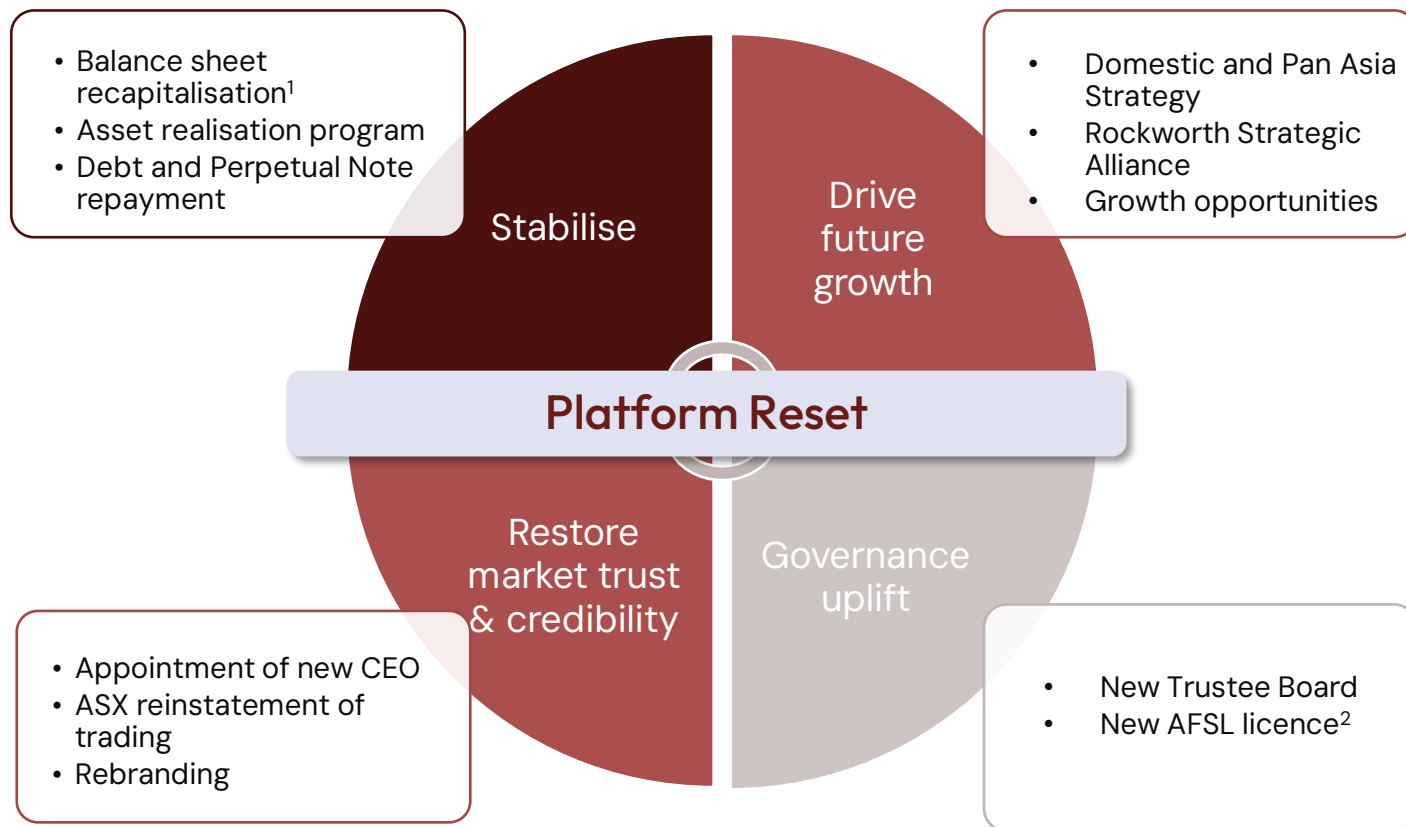 • Balance sheet
recapitalisation¹
• Asset realisation program
• Debt and Perpetual Note
repayment
Stabilise
Drive
future
growth
• Domestic and Pan Asia
Strategy
• Rockworth Strategic
Alliance
• Growth opportunities
Platform Reset
Restore
market trust
& credibility
Governance
uplift
• Appointment of new CEO
• ASX reinstatement of
trading
• Rebranding
• New Trustee Board
• New AFSL licence²